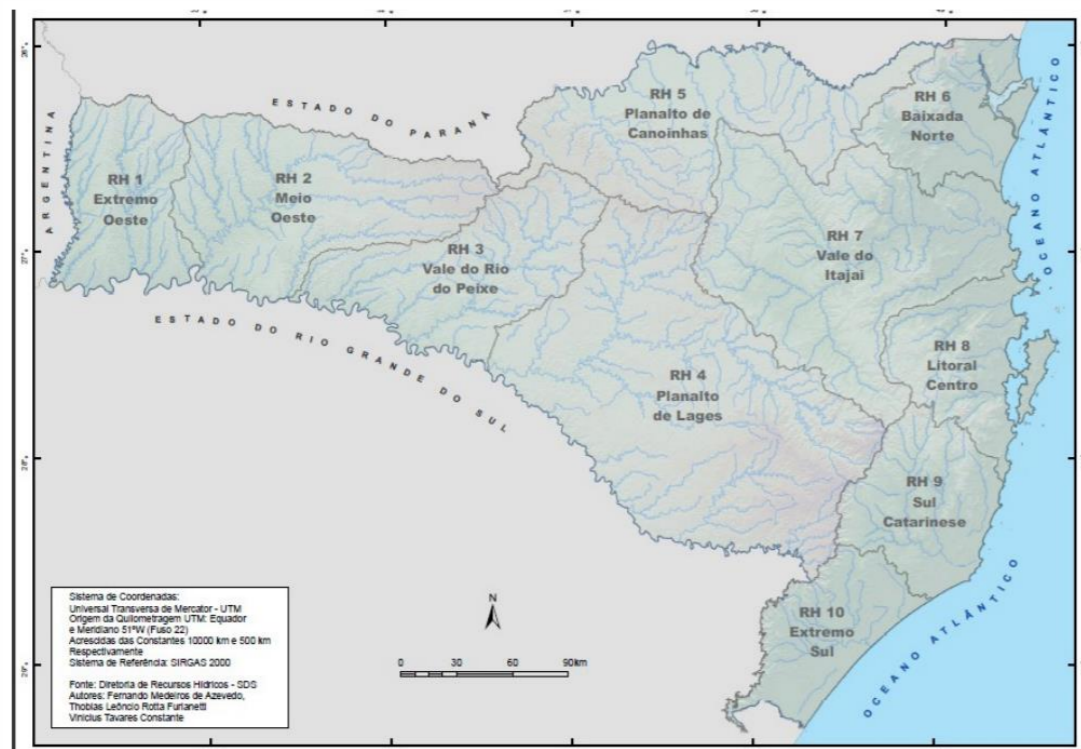 26°
ESTADO DO PARANÁ
RH 5
Planalto de
Canoinhas
RH 6
Baixada
Norte
ARGENTINA
RH 1
Extremo
Oeste
RH 2
Meio
Oeste
OCEANO ATLÂNTICO
27°
RH 3
Vale do Rio
do Peixe
RH 7
Vale do
Itajaí
ESTADO DO RIO GRANDE DO SUL
RH 8
Litoral
Centro
RH 4
Planalto
de Lages
28°
RH 9
Sul
Catarinese
OCEANO ATLÂNTICO
RH 10
Extremo
Sul
29°
N
0 30 60 90km
Sistema de Coordenadas:
Universal Transversa de Mercator - UTM
Origem da Quilometragem UTM: Equador
e Meridiano 51°W (Fuso 22)
Acrescidas das Constantes 10000 km e 500 km
Respectivamente
Sistema de Referência: SIRGAS 2000
Fonte: Diretoria de Recursos Hídricos - SDS
Autores: Fernando Medeiros de Azevedo,
Thobias Leôncio Rotta Furlanetti
Vinicius Tavares Constante